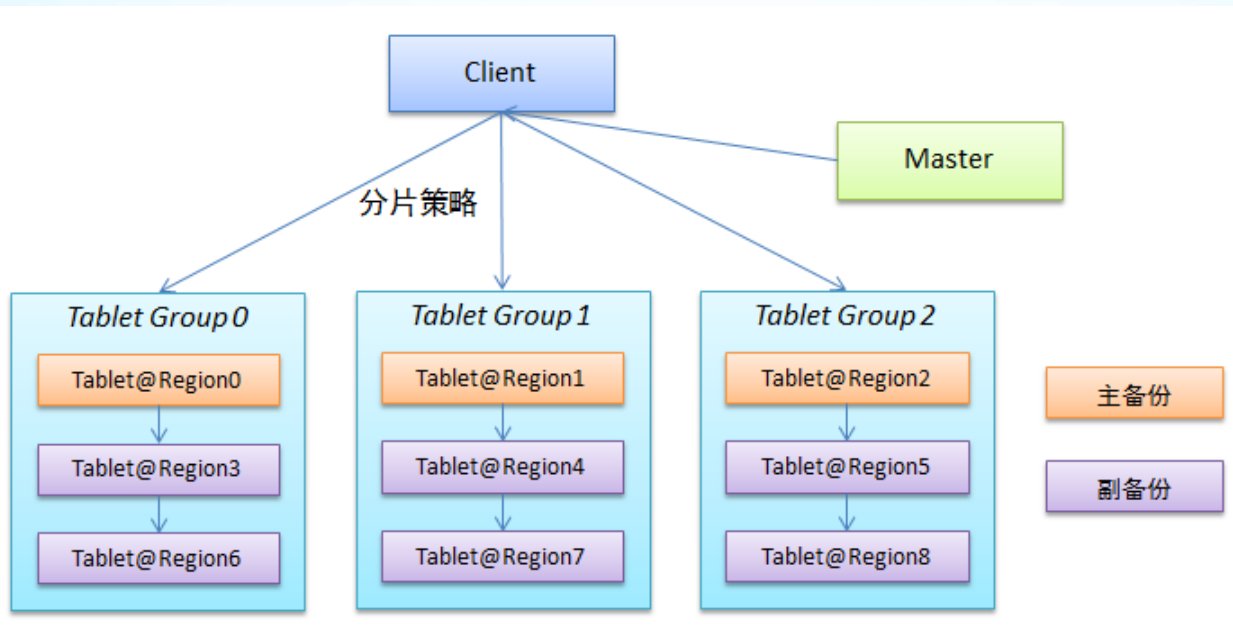 Client
Master
分片策略
Tablet Group 0
Tablet@Region0
Tablet@Region3
Tablet@Region6
Tablet Group 1
Tablet@Region1
Tablet@Region4
Tablet@Region7
Tablet Group 2
Tablet@Region2
Tablet@Region5
Tablet@Region8
主备份
副备份